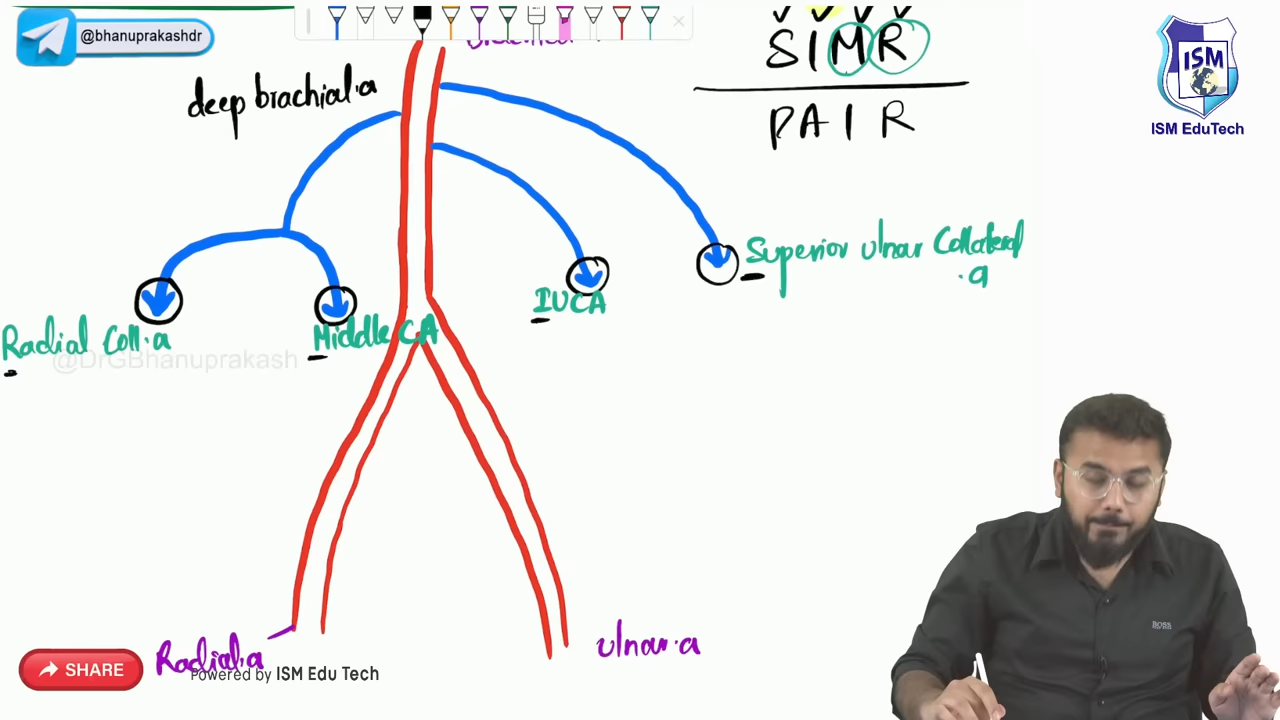 @bhanuprakashdr
SIMR
PAIR
ISM
ISM EduTech
deep brachial.a
Superior ulnar Collateral
.a
IUCA
Radial Coll.a
Middle CA
@DrGBhanuprakash
BOSS
SHARE
Radial.a
Powered by ISM Edu Tech
ulnar.a